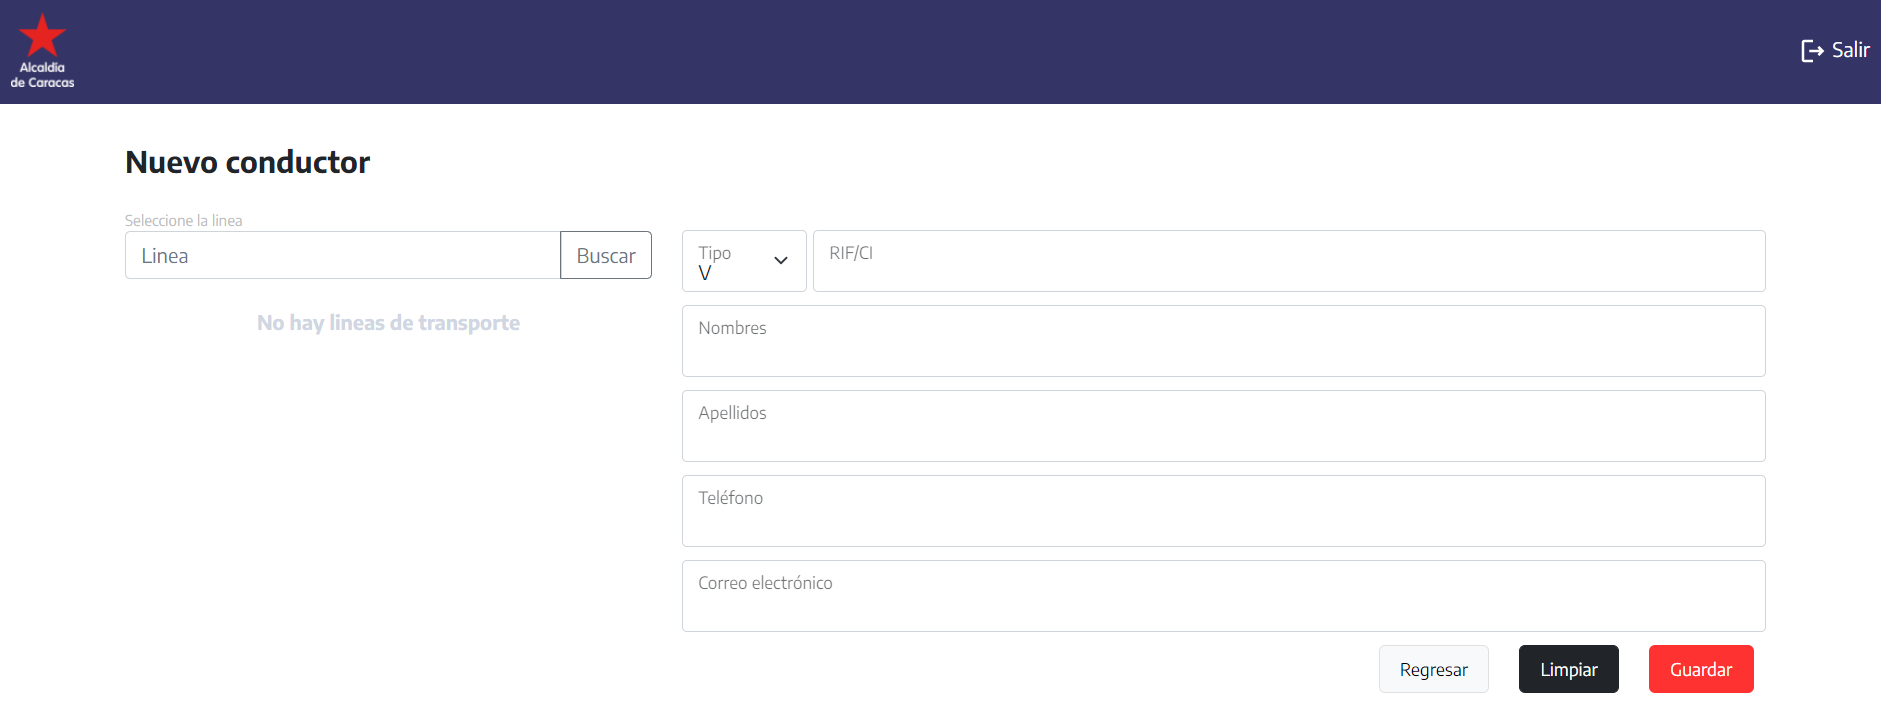 Alcaldía
de Caracas
Salir
Nuevo conductor
Seleccione la linea
Linea
Buscar
No hay lineas de transporte
Tipo
V
RIF/CI
Nombres
Apellidos
Teléfono
Correo electrónico
Regresar
Limpiar
Guardar